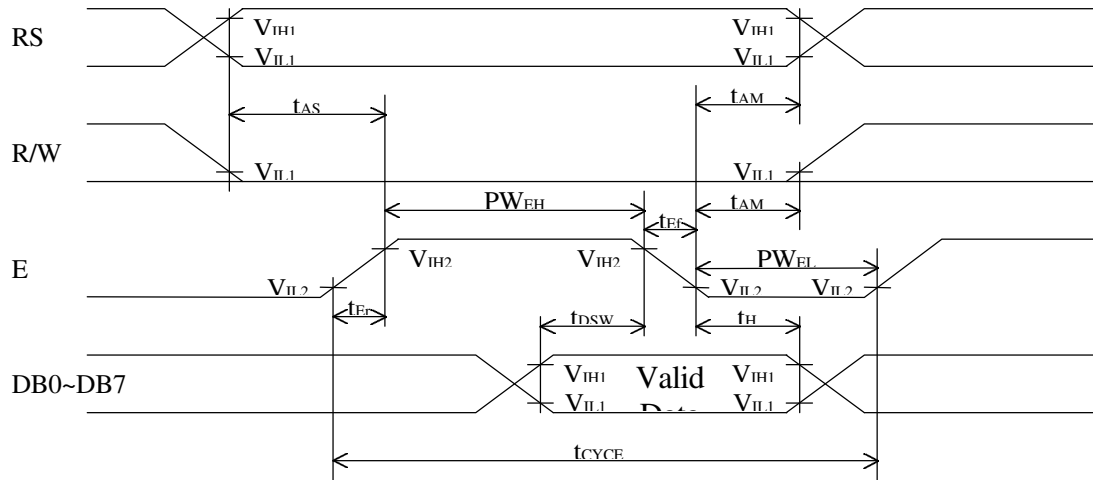 RS
VIH1
VIH1
VIL1
VIL1
tAS
tAM
R/W
VIL1
VIL1
PWEH
tEf
tAM
E
VIH2
VIH2
PWEL
VIL2
VIL2
VIL2
tEr
tDSW
tH
DB0~DB7
VIH1
Valid
VIH1
VIL1
Data
VIL1
tCYCE